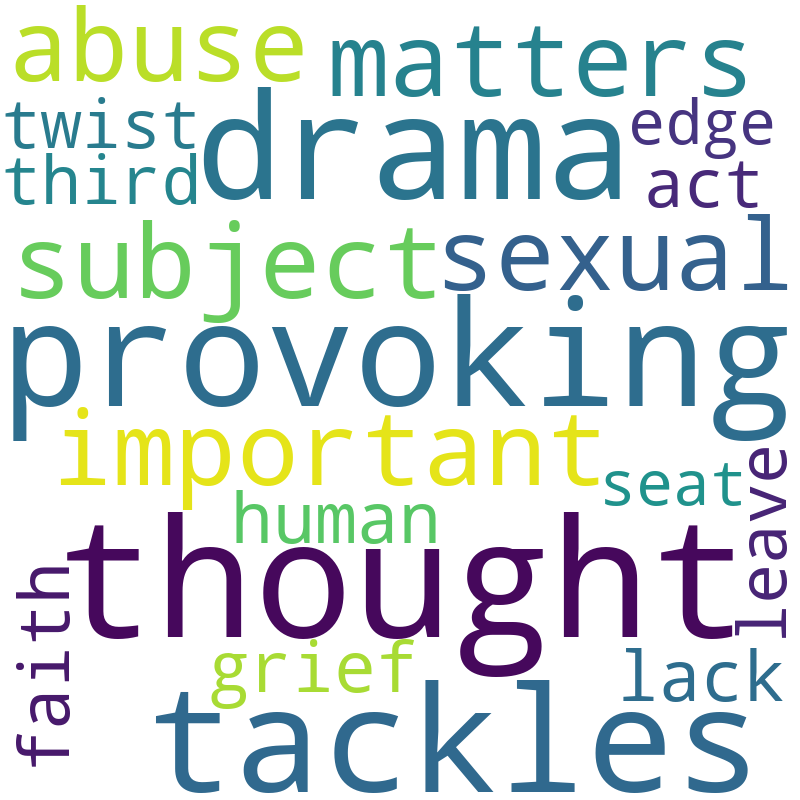 abuse matters
twist drama edge
third act
subject sexual
provoking
important
seat
human
leave
thought
faith
grief lack
tackles